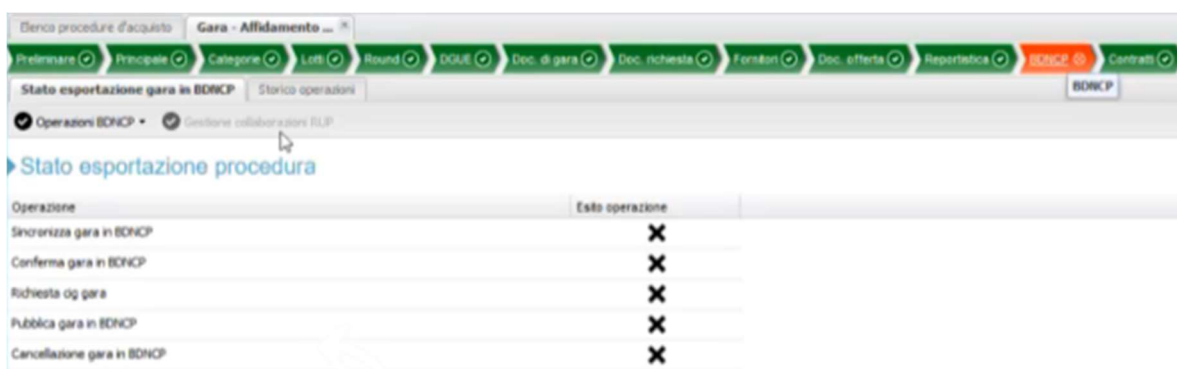 Elenco procedure d'acquisto Gara - Affidamento ...
Preliminare Principale Categorie Lotti Round DGUE Doc. di gara Doc. richiesta Fornitori Doc. offerta Reportistica BDNCP Contratti
Stato esportazione gara in BDNCP Storico operazioni BDNCP
Operazioni BDNCP Gestione collaborazioni RUP
Stato esportazione procedura
Operazione Esito operazione
Sincronizza gara in BDNCP
Conferma gara in BDNCP
Richiesta cig gara
Pubblica gara in BDNCP
Cancellazione gara in BDNCP